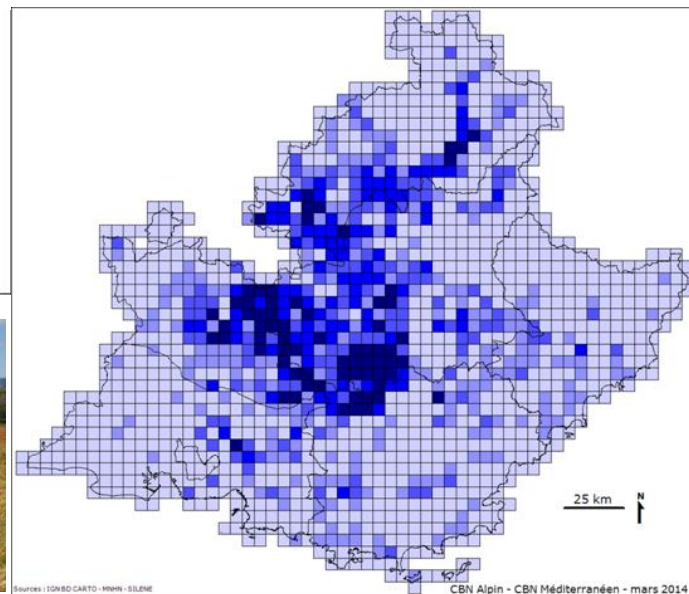 25 km
N
Sources : IGN BD CARTO - MNHN - SILENE
CBN Alpin - CBN Méditerranéen - mars 2014